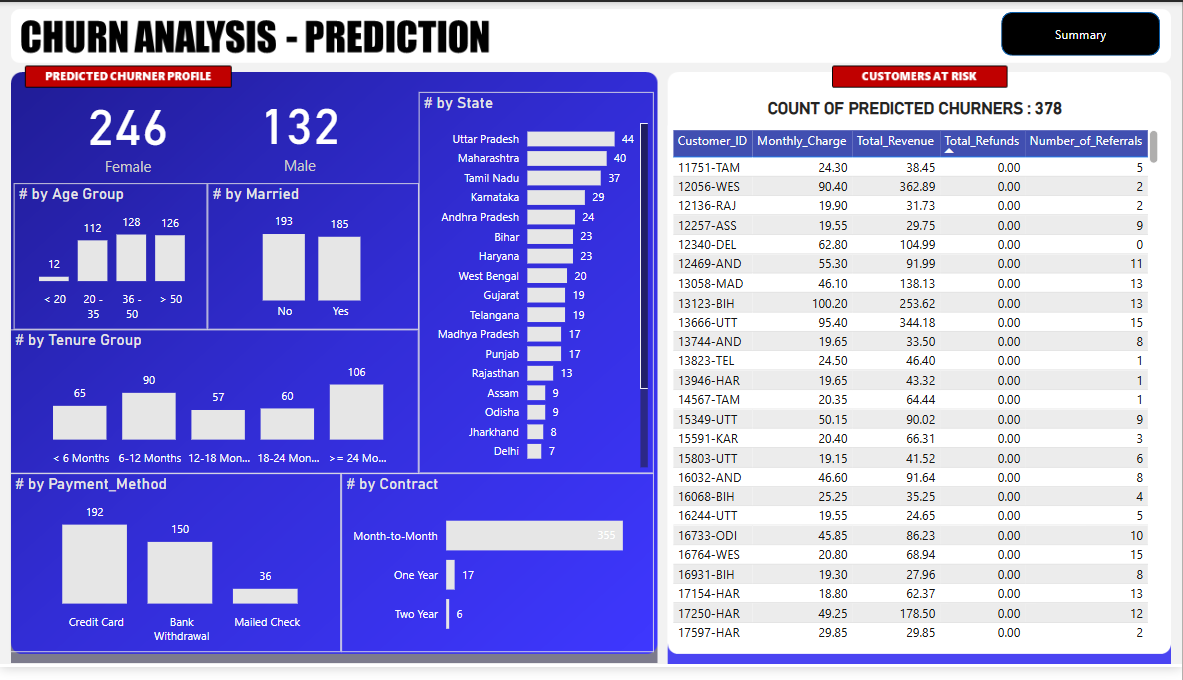 CHURN ANALYSIS - PREDICTION
Summary
PREDICTED CHURNER PROFILE
246
Female
132
Male
# by Age Group
12
112
128
126
< 20
20 -
35
36 -
50
> 50
# by Married
193
185
No
Yes
# by State
Uttar Pradesh 44
Maharashtra 40
Tamil Nadu 37
Karnataka 29
Andhra Pradesh 24
Bihar 23
Haryana 23
West Bengal 20
Gujarat 19
Telangana 19
Madhya Pradesh 17
Punjab 17
Rajasthan 13
Assam 9
Odisha 9
Jharkhand 8
Delhi 7
# by Tenure Group
65
90
57
60
106
< 6 Months
6-12 Months
12-18 Mon...
18-24 Mon...
>= 24 Mo...
# by Payment_Method
192
150
36
Credit Card
Bank
Withdrawal
Mailed Check
# by Contract
Month-to-Month 355
One Year 17
Two Year 6
CUSTOMERS AT RISK
COUNT OF PREDICTED CHURNERS : 378
Customer_ID Monthly_Charge Total_Revenue Total_Refunds Number_of_Referrals
11751-TAM 24.30 38.45 0.00 5
12056-WES 90.40 362.89 0.00 2
12136-RAJ 19.90 31.73 0.00 2
12257-ASS 19.55 29.75 0.00 9
12340-DEL 62.80 104.99 0.00 0
12469-AND 55.30 91.99 0.00 11
13058-MAD 46.10 138.13 0.00 13
13123-BIH 100.20 253.62 0.00 13
13666-UTT 95.40 344.18 0.00 15
13744-AND 19.65 33.50 0.00 8
13823-TEL 24.50 46.40 0.00 1
13946-HAR 19.65 43.32 0.00 1
14567-TAM 20.35 64.44 0.00 1
15349-UTT 50.15 90.02 0.00 9
15591-KAR 20.40 66.31 0.00 3
15803-UTT 19.15 41.52 0.00 6
16032-AND 46.60 91.64 0.00 8
16068-BIH 25.25 35.25 0.00 4
16244-UTT 19.55 24.65 0.00 5
16733-ODI 45.85 86.23 0.00 10
16764-WES 20.80 68.94 0.00 15
16931-BIH 19.30 27.96 0.00 8
17154-HAR 18.80 62.37 0.00 13
17250-HAR 49.25 178.50 0.00 12
17597-HAR 29.85 29.85 0.00 2